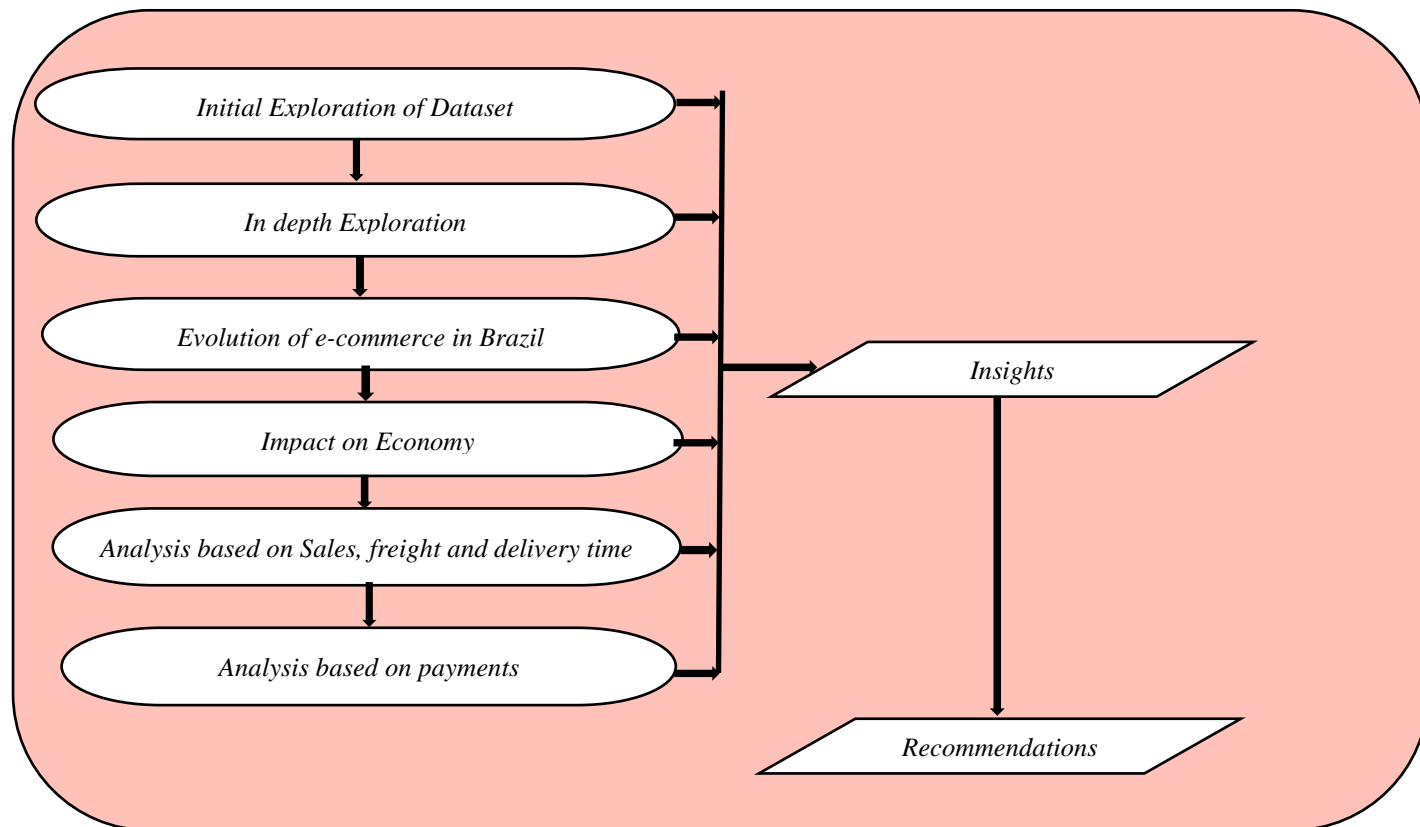 Initial Exploration of Dataset
In depth Exploration
Evolution of e-commerce in Brazil
Impact on Economy
Analysis based on Sales, freight and delivery time
Analysis based on payments
Insights
Recommendations